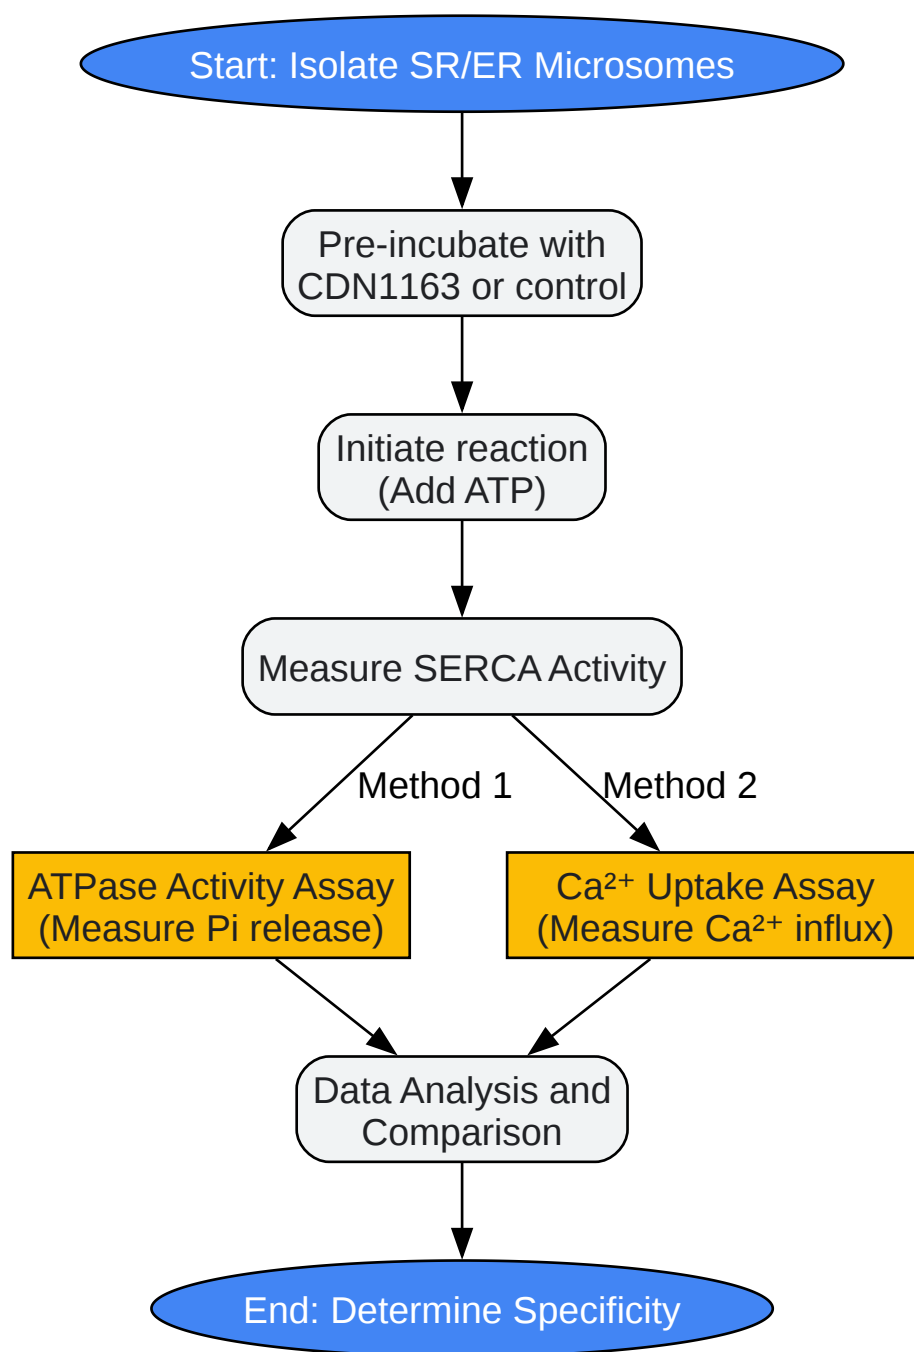 Start: Isolate SR/ER Microsomes
Pre-incubate with
CDN1163 or control
Initiate reaction
(Add ATP)
Measure SERCA Activity
Method 1
Method 2
ATPase Activity Assay
(Measure Pi release)
Ca²⁺ Uptake Assay
(Measure Ca²⁺ influx)
Data Analysis and
Comparison
End: Determine Specificity